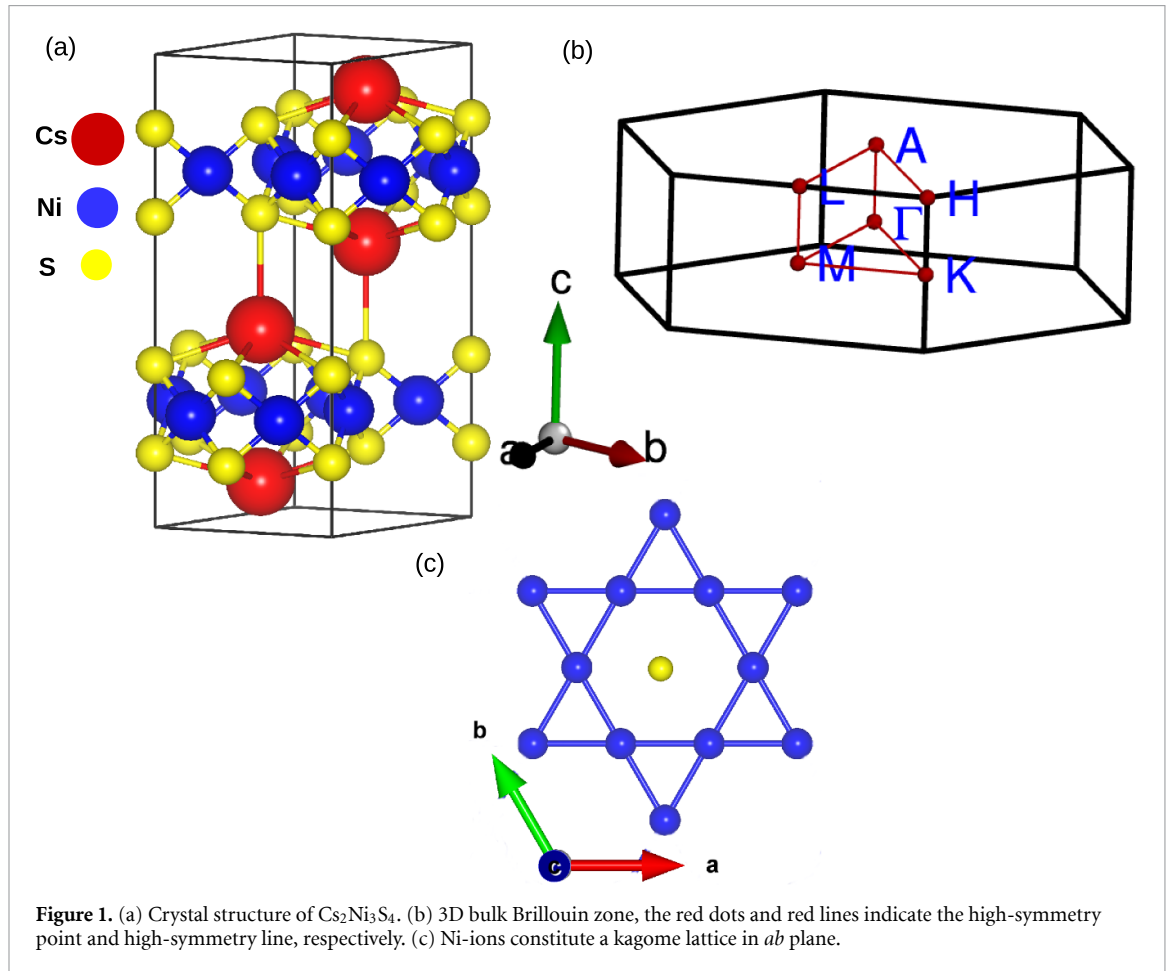 (a)
Cs
Ni
S
(b)
A
L
H
Γ
M
K
c
a
b
(c)
b
c
a
Figure 1. (a) Crystal structure of Cs₂Ni₃S₄. (b) 3D bulk Brillouin zone, the red dots and red lines indicate the high-symmetry
point and high-symmetry line, respectively. (c) Ni-ions constitute a kagome lattice in ab plane.